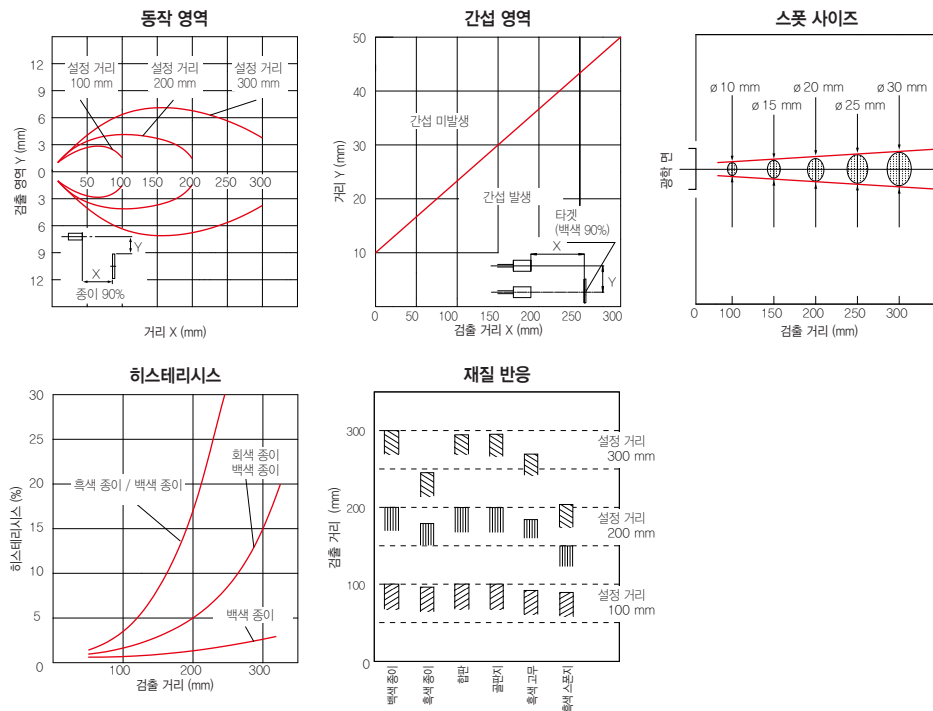 동작 영역
12
9
6
3
0
3
6
9
12
검출 영역 Y (mm)
설정 거리
100 mm
설정 거리
200 mm
설정 거리
300 mm
50 100 150 200 250 300
Y
X
종이 90%
거리 X (mm)
간섭 영역
50
40
30
20
10
거리 Y (mm)
간섭 미발생
간섭 발생
타겟
(백색 90%)
X
Y
0 50 100 150 200 250 300
검출 거리 X (mm)
스폿 사이즈
ø 10 mm
ø 15 mm
ø 20 mm
ø 25 mm
ø 30 mm
광학 면
0 100 150 200 250 300
검출 거리 (mm)
히스테리시스
30
25
20
15
10
5
0
히스테리시스 (%)
회색 종이
백색 종이
흑색 종이 / 백색 종이
백색 종이
100 200 300
검출 거리 (mm)
재질 반응
300
200
100
0
검출 거리 (mm)
설정 거리
300 mm
설정 거리
200 mm
설정 거리
100 mm
백색 종이
흑색 종이
합판
골판지
흑색 고무
흑색 스폰지